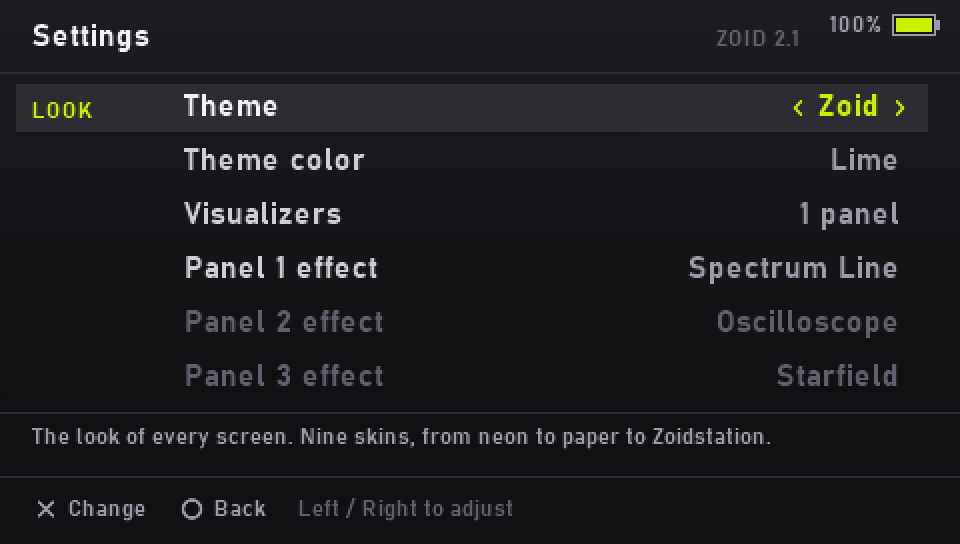 Settings
ZOID 2.1
100%
LOOK Theme ‹ Zoid ›
Theme color Lime
Visualizers 1 panel
Panel 1 effect Spectrum Line
Panel 2 effect Oscilloscope
Panel 3 effect Starfield
The look of every screen. Nine skins, from neon to paper to Zoidstation.
Change Back Left / Right to adjust